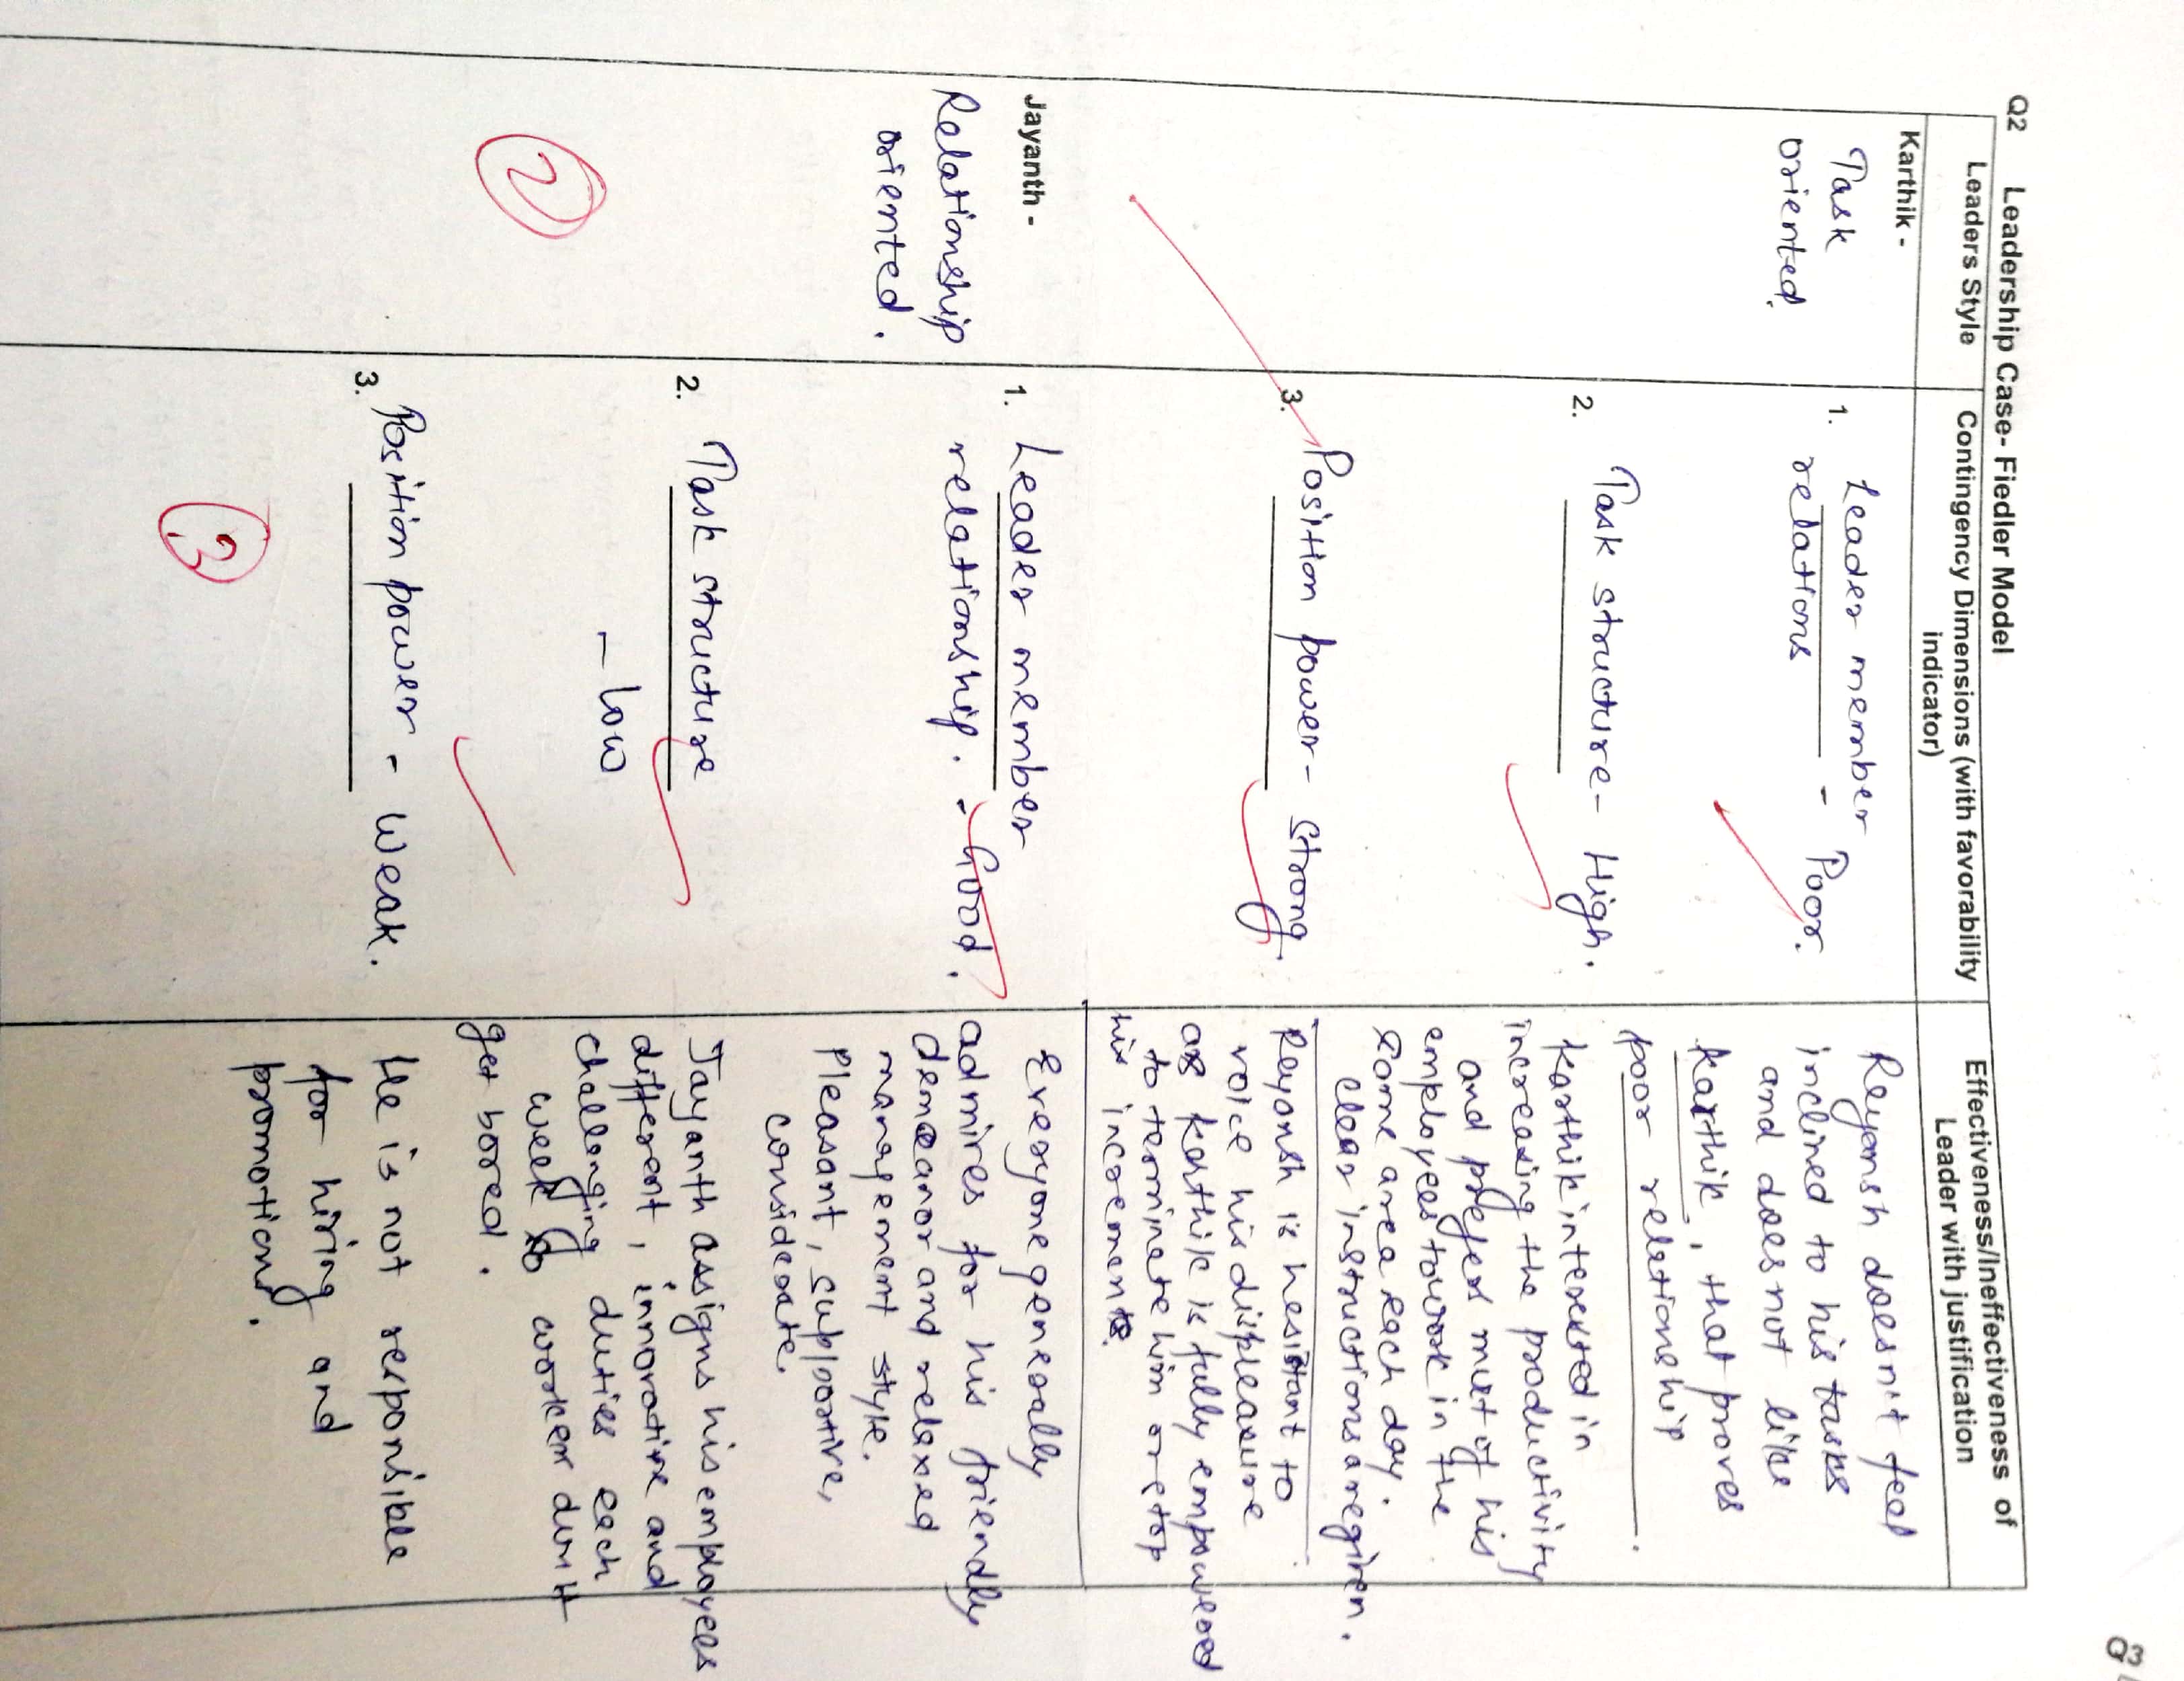 Q2 Leadership Case- Fiedler Model
Leaders Style
Contingency Dimensions (with favorability
indicator)
Effectiveness/Ineffectiveness of
Leader with justification
Karthik -
Task
oriented.
1. Leader member
relations - Poor.
2. Task structure - High.
3. Position power - strong.
Reyansh doesn't feel
inclined to his tasks
and does not like
Karthik, that proves
poor relationship.
Karthik interested in
increasing the productivity
and prefers most of his
employees to work in the
same area each day.
Clear instructions are given.
Reyansh is hesitant to
voice his displeasure
as Karthik is fully empowered
to terminate him or stop
his increments.
Jayanth -
Relationship
oriented.
2
1. Leader member
relationship. - Good.
2. Task structure
- low
3. Position power - Weak.
3
Everyone generally
admires for his friendly
demeanor and relaxed
management style.
Pleasant, supportive,
considerate.
Jayanth assigns his employees
different, innovative and
challenging duties each
week so worker don't
get bored.
He is not responsible
for hiring and
promotions.
Q3